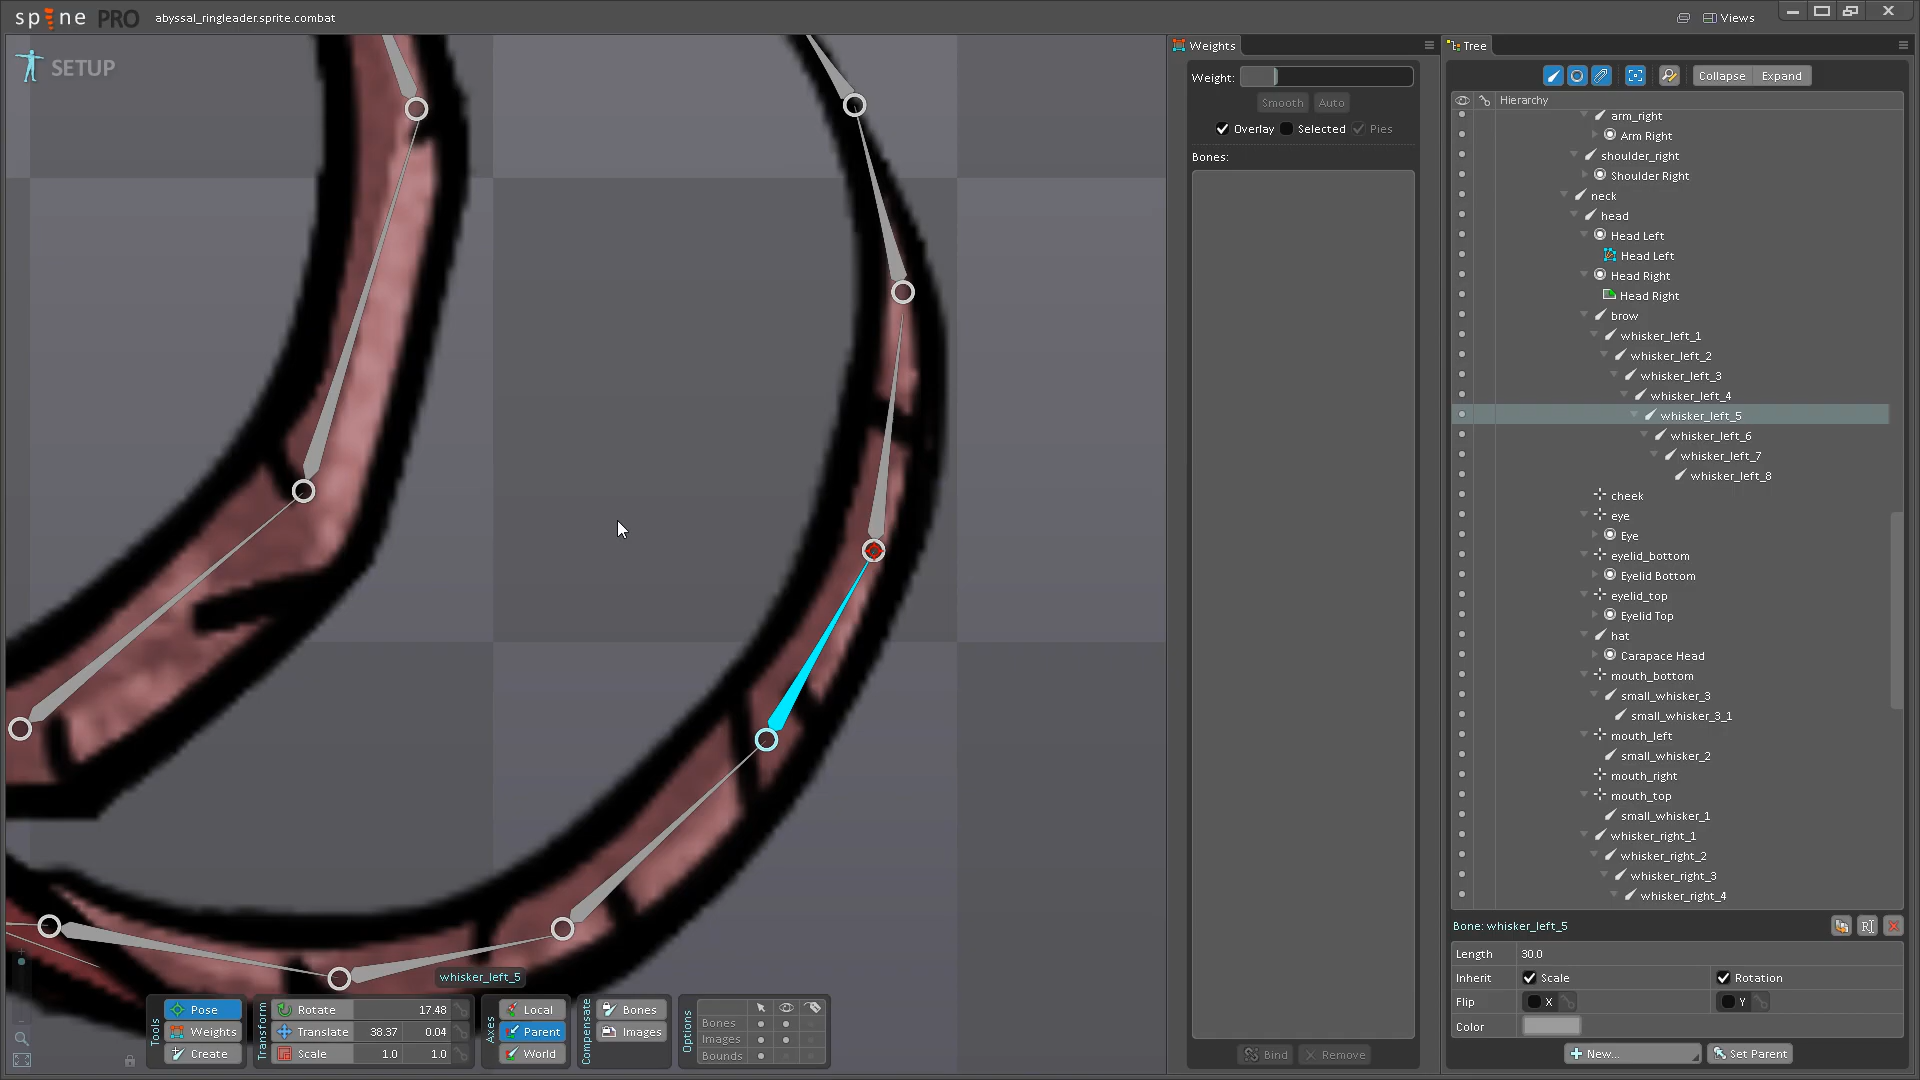 spine PRO abyssal_ringleader.sprite.combat
Views
SETUP
Weights
Weight:
Smooth Auto
Overlay Selected Pies
Bones:
Bind Remove
Tree
Collapse Expand
Hierarchy
arm_right
Arm Right
shoulder_right
Shoulder Right
neck
head
Head Left
Head Left
Head Right
Head Right
brow
whisker_left_1
whisker_left_2
whisker_left_3
whisker_left_4
whisker_left_5
whisker_left_6
whisker_left_7
whisker_left_8
cheek
eye
Eye
eyelid_bottom
Eyelid Bottom
eyelid_top
Eyelid Top
hat
Carapace Head
mouth_bottom
small_whisker_3
small_whisker_3_1
mouth_left
small_whisker_2
mouth_right
mouth_top
small_whisker_1
whisker_right_1
whisker_right_2
whisker_right_3
whisker_right_4
Bone: whisker_left_5
Length 30.0
Inherit Scale Rotation
Flip X Y
Color
New... Set Parent
whisker_left_5
Tools
Pose
Weights
Create
Transform
Rotate 17.48
Translate 38.37 0.04
Scale 1.0 1.0
Axes
Local
Parent
World
Compensate
Bones
Images
Options
Bones
Images
Bounds